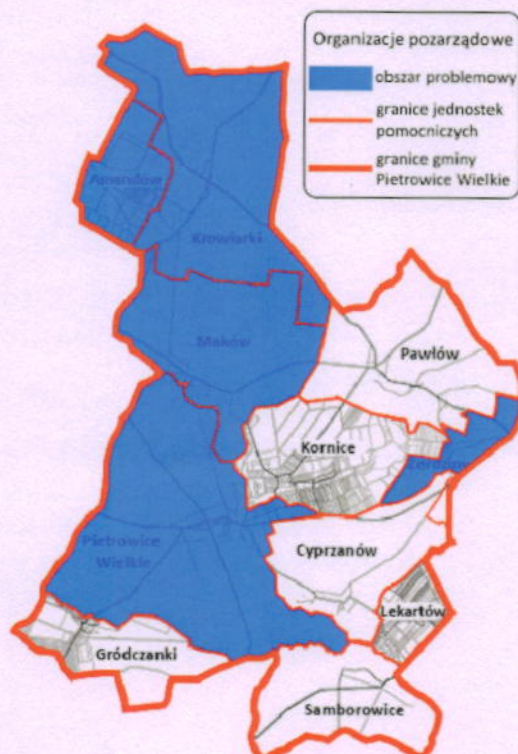 Organizacje pozarządowe
obszar problemowy
granice jednostek
pomocniczych
granice gminy
Pietrowice Wielkie
Amandów
Krowiarki
Maków
Pawłów
Kornice
Żerdziny
Pietrowice
Wielkie
Cyprzanów
Lekartów
Gródczanki
Samborowice